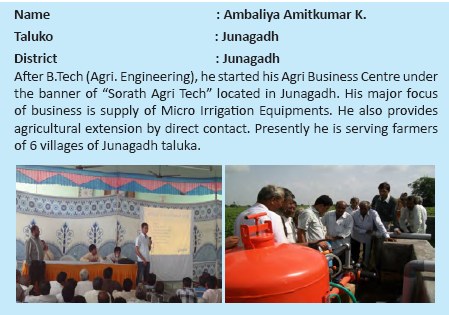 Name : Ambaliya Amitkumar K.
Taluko : Junagadh
District : Junagadh
After B.Tech (Agri. Engineering), he started his Agri Business Centre under
the banner of “Sorath Agri Tech” located in Junagadh. His major focus
of business is supply of Micro Irrigation Equipments. He also provides
agricultural extension by direct contact. Presently he is serving farmers
of 6 villages of Junagadh taluka.